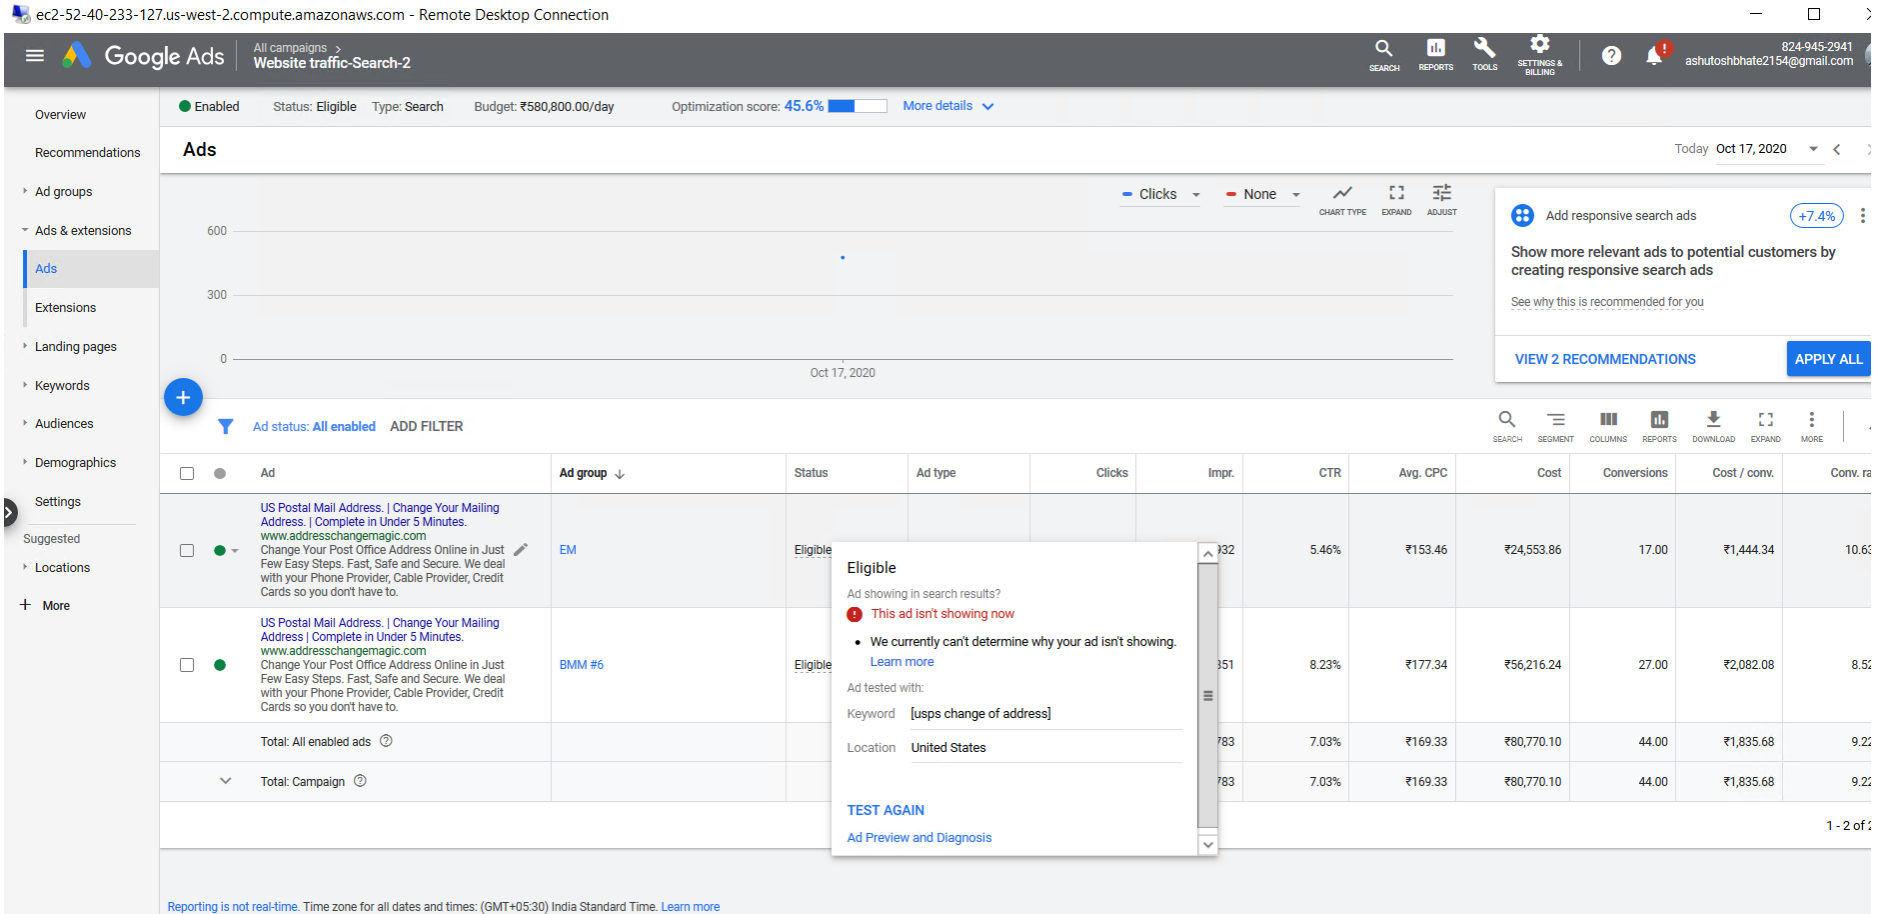 ec2-52-40-233-127.us-west-2.compute.amazonaws.com - Remote Desktop Connection
Google Ads
All campaigns >
Website traffic-Search-2
SEARCH
REPORTS
TOOLS
SETTINGS & BILLING
824-945-2941
ashutoshbhate2154@gmail.com
Overview
Recommendations
Ad groups
Ads & extensions
Ads
Extensions
Landing pages
Keywords
Audiences
Demographics
Settings
Suggested
Locations
+ More
Enabled Status: Eligible Type: Search Budget: ₹580,800.00/day Optimization score: 45.6% More details
Ads
Today Oct 17, 2020
Clicks
None
CHART TYPE
EXPAND
ADJUST
600
300
0
Oct 17, 2020
Add responsive search ads
+7.4%
Show more relevant ads to potential customers by
creating responsive search ads
See why this is recommended for you
VIEW 2 RECOMMENDATIONS
APPLY ALL
Ad status: All enabled ADD FILTER
SEARCH
SEGMENT
COLUMNS
REPORTS
DOWNLOAD
EXPAND
MORE
Ad Ad group Status Ad type Clicks Impr. CTR Avg. CPC Cost Conversions Cost / conv. Conv. ra
US Postal Mail Address. | Change Your Mailing
Address. | Complete in Under 5 Minutes.
www.addresschangemagic.com
Change Your Post Office Address Online in Just
Few Easy Steps. Fast, Safe and Secure. We deal
with your Phone Provider, Cable Provider, Credit
Cards so you don't have to.
EM Eligible 932 5.46% ₹153.46 ₹24,553.86 17.00 ₹1,444.34 10.63
US Postal Mail Address. | Change Your Mailing
Address | Complete in Under 5 Minutes.
www.addresschangemagic.com
Change Your Post Office Address Online in Just
Few Easy Steps. Fast, Safe and Secure. We deal
with your Phone Provider, Cable Provider, Credit
Cards so you don't have to.
BMM #6 Eligible 351 8.23% ₹177.34 ₹56,216.24 27.00 ₹2,082.08 8.52
Total: All enabled ads 783 7.03% ₹169.33 ₹80,770.10 44.00 ₹1,835.68 9.22
Total: Campaign 783 7.03% ₹169.33 ₹80,770.10 44.00 ₹1,835.68 9.22
1 - 2 of 2
Eligible
Ad showing in search results?
This ad isn't showing now
We currently can't determine why your ad isn't showing.
Learn more
Ad tested with:
Keyword [usps change of address]
Location United States
TEST AGAIN
Ad Preview and Diagnosis
Reporting is not real-time. Time zone for all dates and times: (GMT+05:30) India Standard Time. Learn more